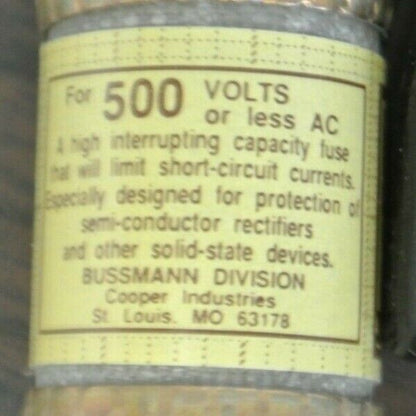 For 500 VOLTS
or less AC
A high interrupting capacity fuse
that will limit short-circuit currents.
Especially designed for protection of
semi-conductor rectifiers
and other solid-state devices.
BUSSMANN DIVISION
Cooper Industries
St. Louis, MO 63178